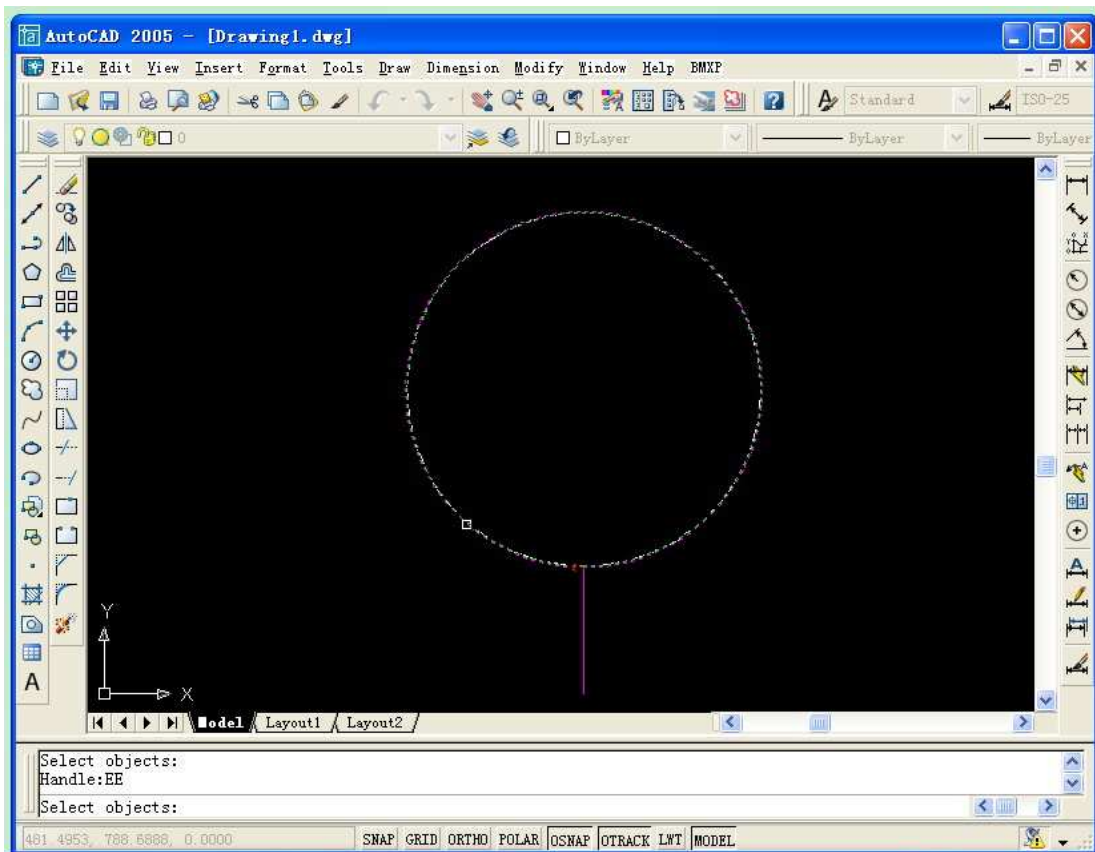 AutoCAD 2005 - [Drawing1.dwg]
File Edit View Insert Format Tools Draw Dimension Modify Window Help BMXP
Standard ISO-25
0 ByLayer ByLayer ByLayer
Y
X
A
Model Layout1 Layout2
Select objects:
Handle:EE
Select objects:
481.4953, 788.6888, 0.0000 SNAP GRID ORTHO POLAR OSNAP OTRACK LWT MODEL